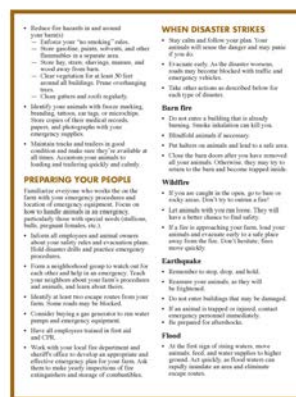 • Reduce fire hazards in and around
your barn(s)
— Enforce your "no smoking" rules.
— Store gasoline, paints, solvents, and other
flammables in a separate area.
— Store hay, straw, shavings, manure, and
wood away from barn.
— Clear vegetation for at least 50 feet
around all buildings. Prune overhanging
trees.
— Clean gutters and roofs regularly.
• Identify your animals with freeze marking,
branding, tattoos, ear tags, or microchips.
Store copies of their medical records,
papers, and photographs with your
emergency supplies.
• Maintain trucks and trailers in good
condition and make sure they're available at
all times. Accustom your animals to
loading and trailering quickly and calmly.
PREPARING YOUR PEOPLE
Familiarize everyone who works the on the
farm with your emergency procedures and
location of emergency equipment. Focus on
how to handle animals in an emergency,
particularly those with special needs (stallions,
bulls, pregnant females, etc.).
• Inform all employees and animal owners
about your safety rules and evacuation plans.
Hold disaster drills and practice emergency
procedures.
• Form a neighborhood group to watch out for
each other and help in an emergency. Teach
your neighbors about your farm's procedures
and animals, and learn about theirs.
• Identify at least two escape routes from your
farm. Some roads may be blocked.
• Consider buying a gas generator to run water
pumps and emergency equipment.
• Have all employees trained in first aid
and CPR.
• Work with your local fire department and
sheriff's office to develop an appropriate and
effective emergency plan for your farm. Ask
them to make yearly inspections of fire
extinguishers and storage of combustibles.
WHEN DISASTER STRIKES
• Stay calm and follow your plan. Your
animals will sense the danger and may panic
if you do.
• Evacuate early. As the disaster worsens,
roads may become blocked with traffic and
emergency vehicles.
• Take other actions as described below for
each type of disaster.
Barn fire
• Do not enter a building that is already
burning. Smoke inhalation can kill you.
• Blindfold animals if necessary.
• Put halters on animals and lead to a safe area.
• Close the barn door after you have removed
all your animals. Otherwise, they may try to
return to the barn and become trapped inside.
Wildfire
• If you are caught in the open, go to bare or
rocky areas. Don't try to outrun a fire!
• Let animals with you run loose. They will
have a better chance to find safety.
• If a fire is approaching your farm, load your
animals and evacuate early to a safe place
away from the fire. Don't hesitate, fires
move quickly.
Earthquake
• Remember to stop, drop, and hold.
• Reassure your animals, as they will
be frightened.
• Do not enter buildings that may be damaged.
• If an animal is trapped or injured, contact
emergency personnel immediately.
• Be prepared for aftershocks.
Flood
• At the first sign of rising waters, move
animals, feed, and water supplies to higher
ground. Act quickly, as flood waters can
rapidly inundate an area and eliminate
escape routes.